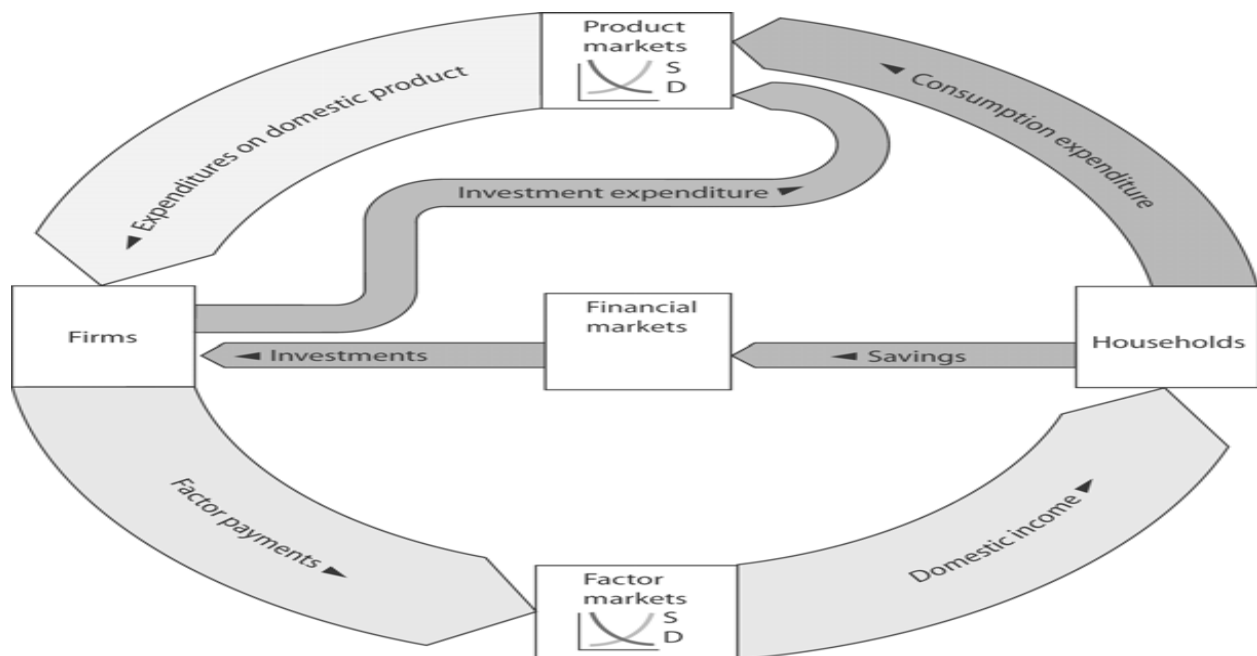 Product
markets
S
D
Consumption expenditure
Expenditures on domestic product
Investment expenditure
Firms
Financial
markets
Households
Investments
Savings
Factor payments
Domestic income
Factor
markets
S
D